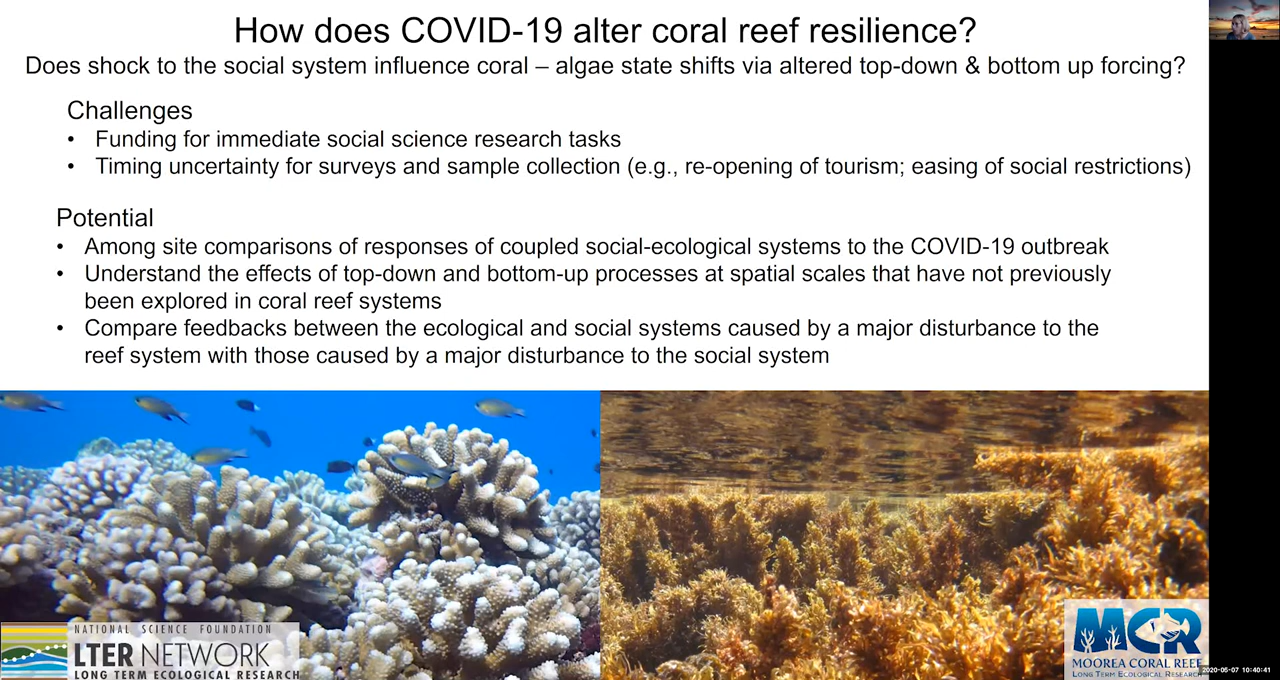 How does COVID-19 alter coral reef resilience?
Does shock to the social system influence coral – algae state shifts via altered top-down & bottom up forcing?
Challenges
• Funding for immediate social science research tasks
• Timing uncertainty for surveys and sample collection (e.g., re-opening of tourism; easing of social restrictions)
Potential
• Among site comparisons of responses of coupled social-ecological systems to the COVID-19 outbreak
• Understand the effects of top-down and bottom-up processes at spatial scales that have not previously
been explored in coral reef systems
• Compare feedbacks between the ecological and social systems caused by a major disturbance to the
reef system with those caused by a major disturbance to the social system
NATIONAL SCIENCE FOUNDATION
LTER NETWORK
LONG TERM ECOLOGICAL RESEARCH
MCR
MOOREA CORAL REEF
LONG TERM ECOLOGICAL RESEARCH
2020-05-07 10:40:41